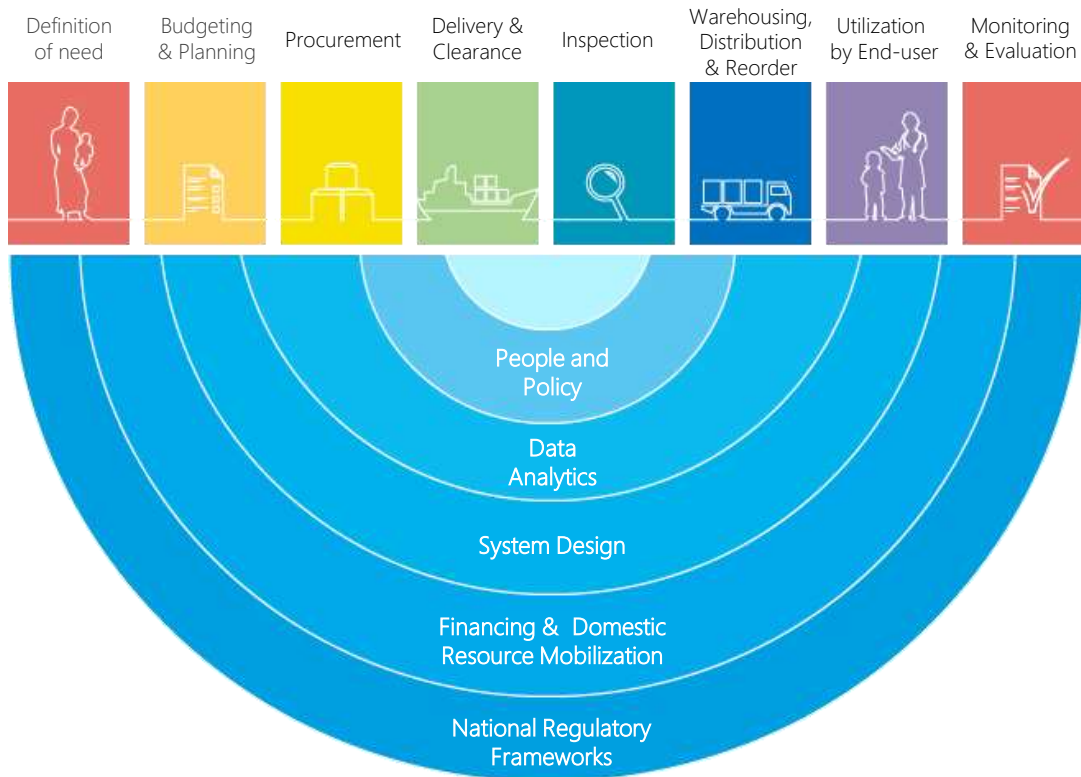 Definition
of need
Budgeting
& Planning
Procurement
Delivery &
Clearance
Inspection
Warehousing,
Distribution
& Reorder
Utilization
by End-user
Monitoring
& Evaluation
People and
Policy
Data
Analytics
System Design
Financing & Domestic
Resource Mobilization
National Regulatory
Frameworks